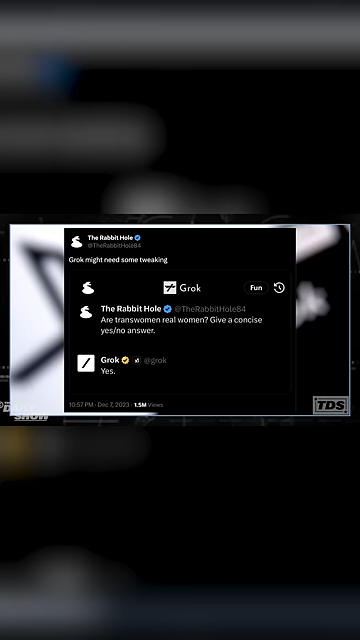 The Rabbit Hole
@TheRabbitHole84
Grok might need some tweaking
Grok
Fun
The Rabbit Hole @TheRabbitHole84
Are transwomen real women? Give a concise
yes/no answer.
Grok @grok
Yes.
10:57 PM · Dec 7, 2023 · 1.5M Views
SHOW
TDS